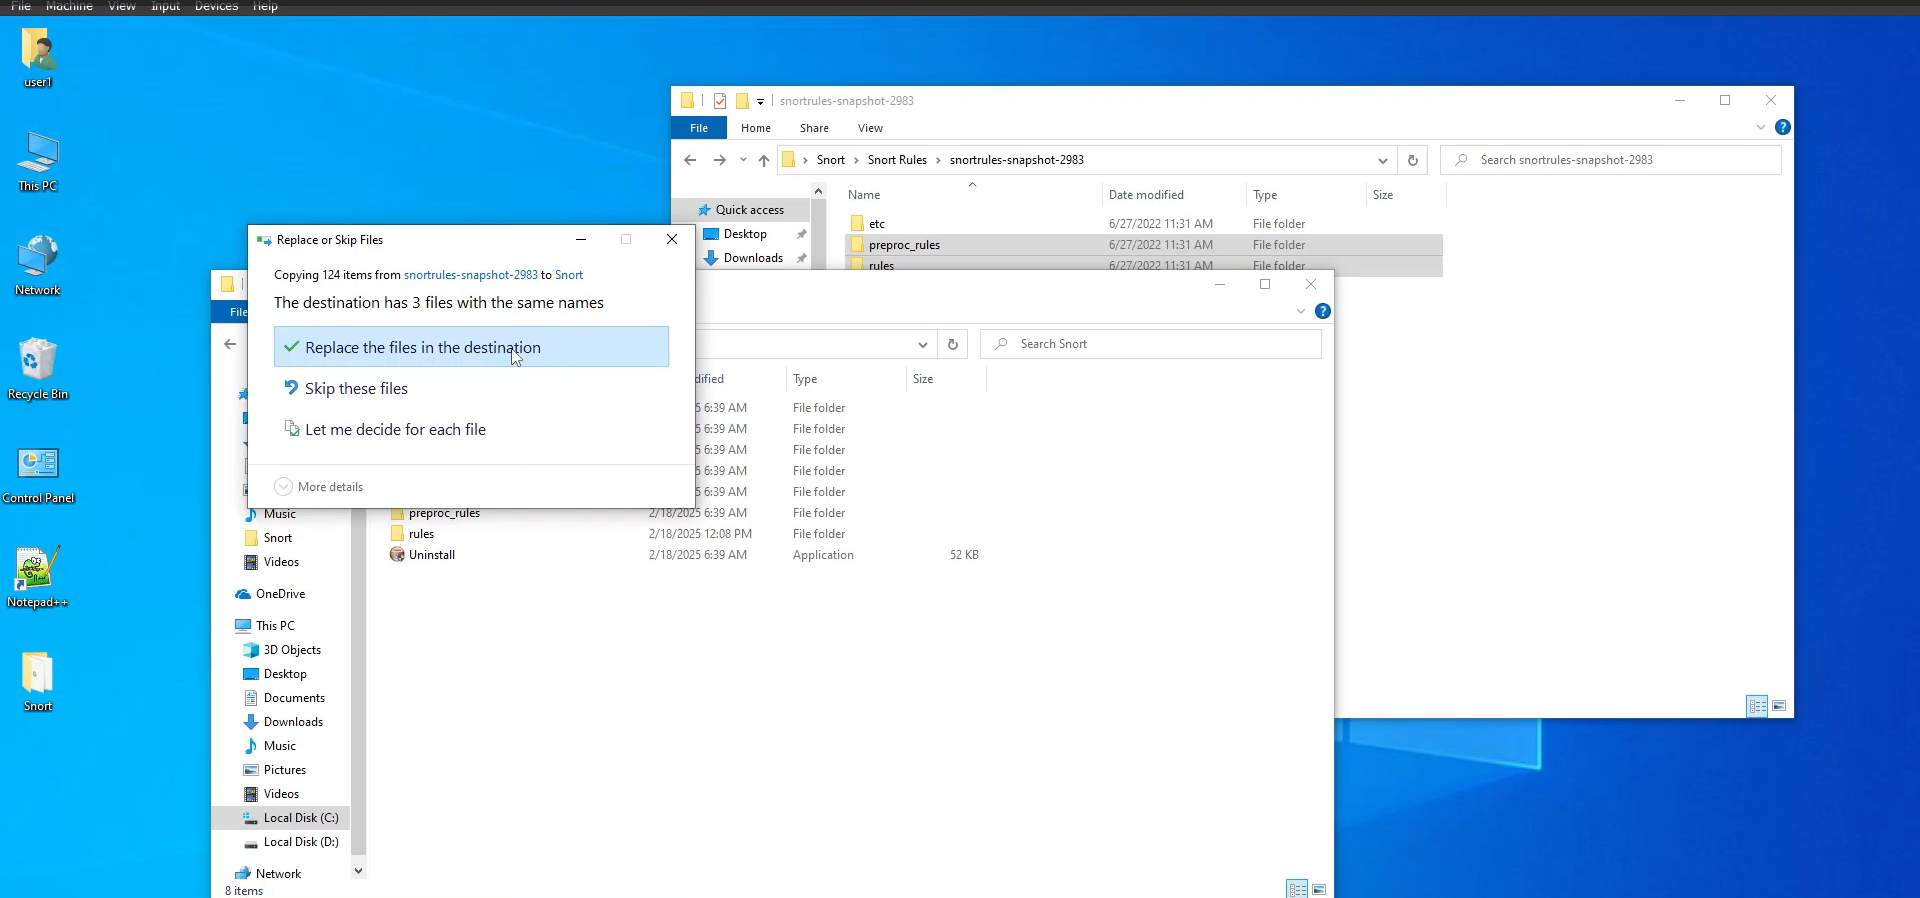 File Machine View Input Devices Help
user1
This PC
Network
Recycle Bin
Control Panel
Notepad++
Snort
snortrules-snapshot-2983
File Home Share View
Snort Snort Rules snortrules-snapshot-2983
Search snortrules-snapshot-2983
Name Date modified Type Size
Quick access
Desktop
Downloads
etc 6/27/2022 11:31 AM File folder
preproc_rules 6/27/2022 11:31 AM File folder
rules 6/27/2022 11:31 AM File folder
Replace or Skip Files
Copying 124 items from snortrules-snapshot-2983 to Snort
The destination has 3 files with the same names
Replace the files in the destination
Skip these files
Let me decide for each file
More details
File
Search Snort
Type Size
6:39 AM File folder
6:39 AM File folder
6:39 AM File folder
6:39 AM File folder
6:39 AM File folder
preproc_rules 2/18/2025 6:39 AM File folder
rules 2/18/2025 12:08 PM File folder
Uninstall 2/18/2025 6:39 AM Application 52 KB
Music
Snort
Videos
OneDrive
This PC
3D Objects
Desktop
Documents
Downloads
Music
Pictures
Videos
Local Disk (C:)
Local Disk (D:)
Network
8 items